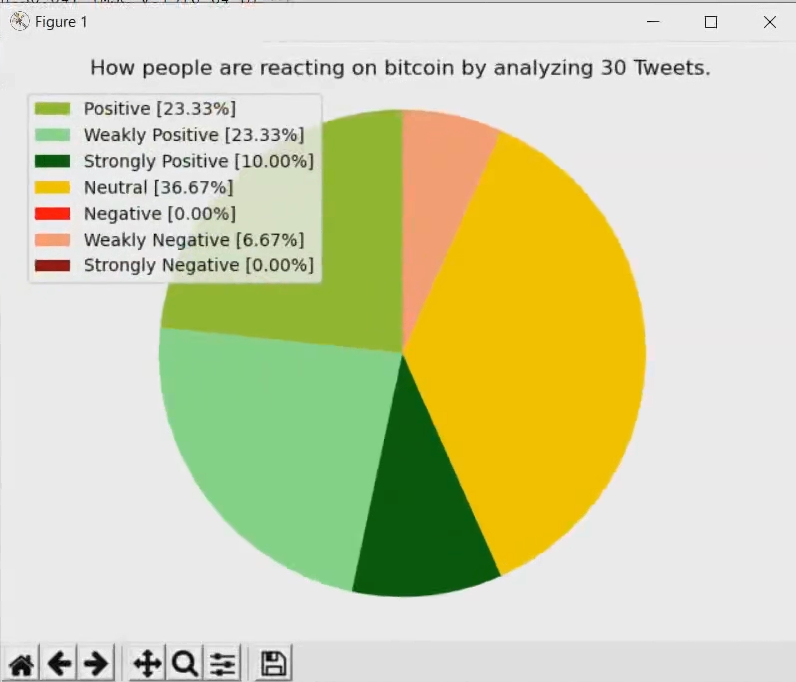 Figure 1
How people are reacting on bitcoin by analyzing 30 Tweets.
Positive [23.33%]
Weakly Positive [23.33%]
Strongly Positive [10.00%]
Neutral [36.67%]
Negative [0.00%]
Weakly Negative [6.67%]
Strongly Negative [0.00%]